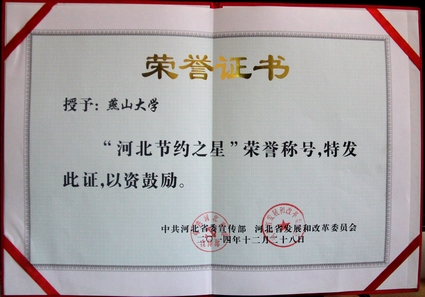 荣誉证书
授予：燕山大学
“河北节约之星”荣誉称号，特发
此证，以资鼓励。
中共河北省委宣传部 河北省发展和改革委员会
二〇一四年十二月二十八日